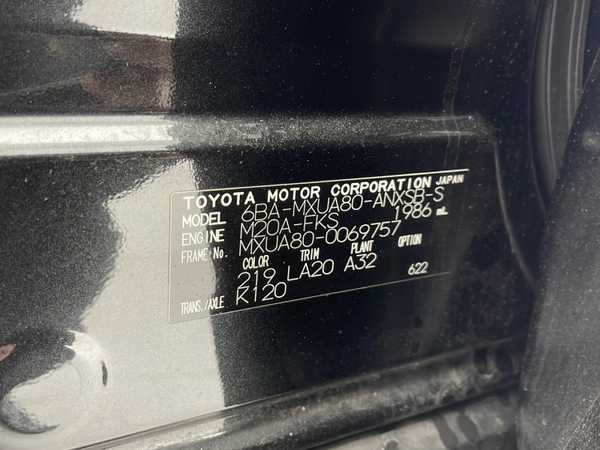 TOYOTA MOTOR CORPORATION JAPAN
MODEL 6BA-MXUA80-ANXSB-S
ENGINE M20A-FKS 1986 mL
FRAME No. MXUA80-0069757
COLOR TRIM PLANT OPTION
219 LA20 A32 622
TRANS./AXLE K120